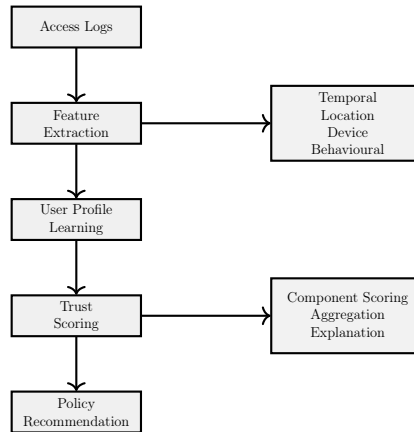 Access Logs
Feature
Extraction
Temporal
Location
Device
Behavioural
User Profile
Learning
Trust
Scoring
Component Scoring
Aggregation
Explanation
Policy
Recommendation